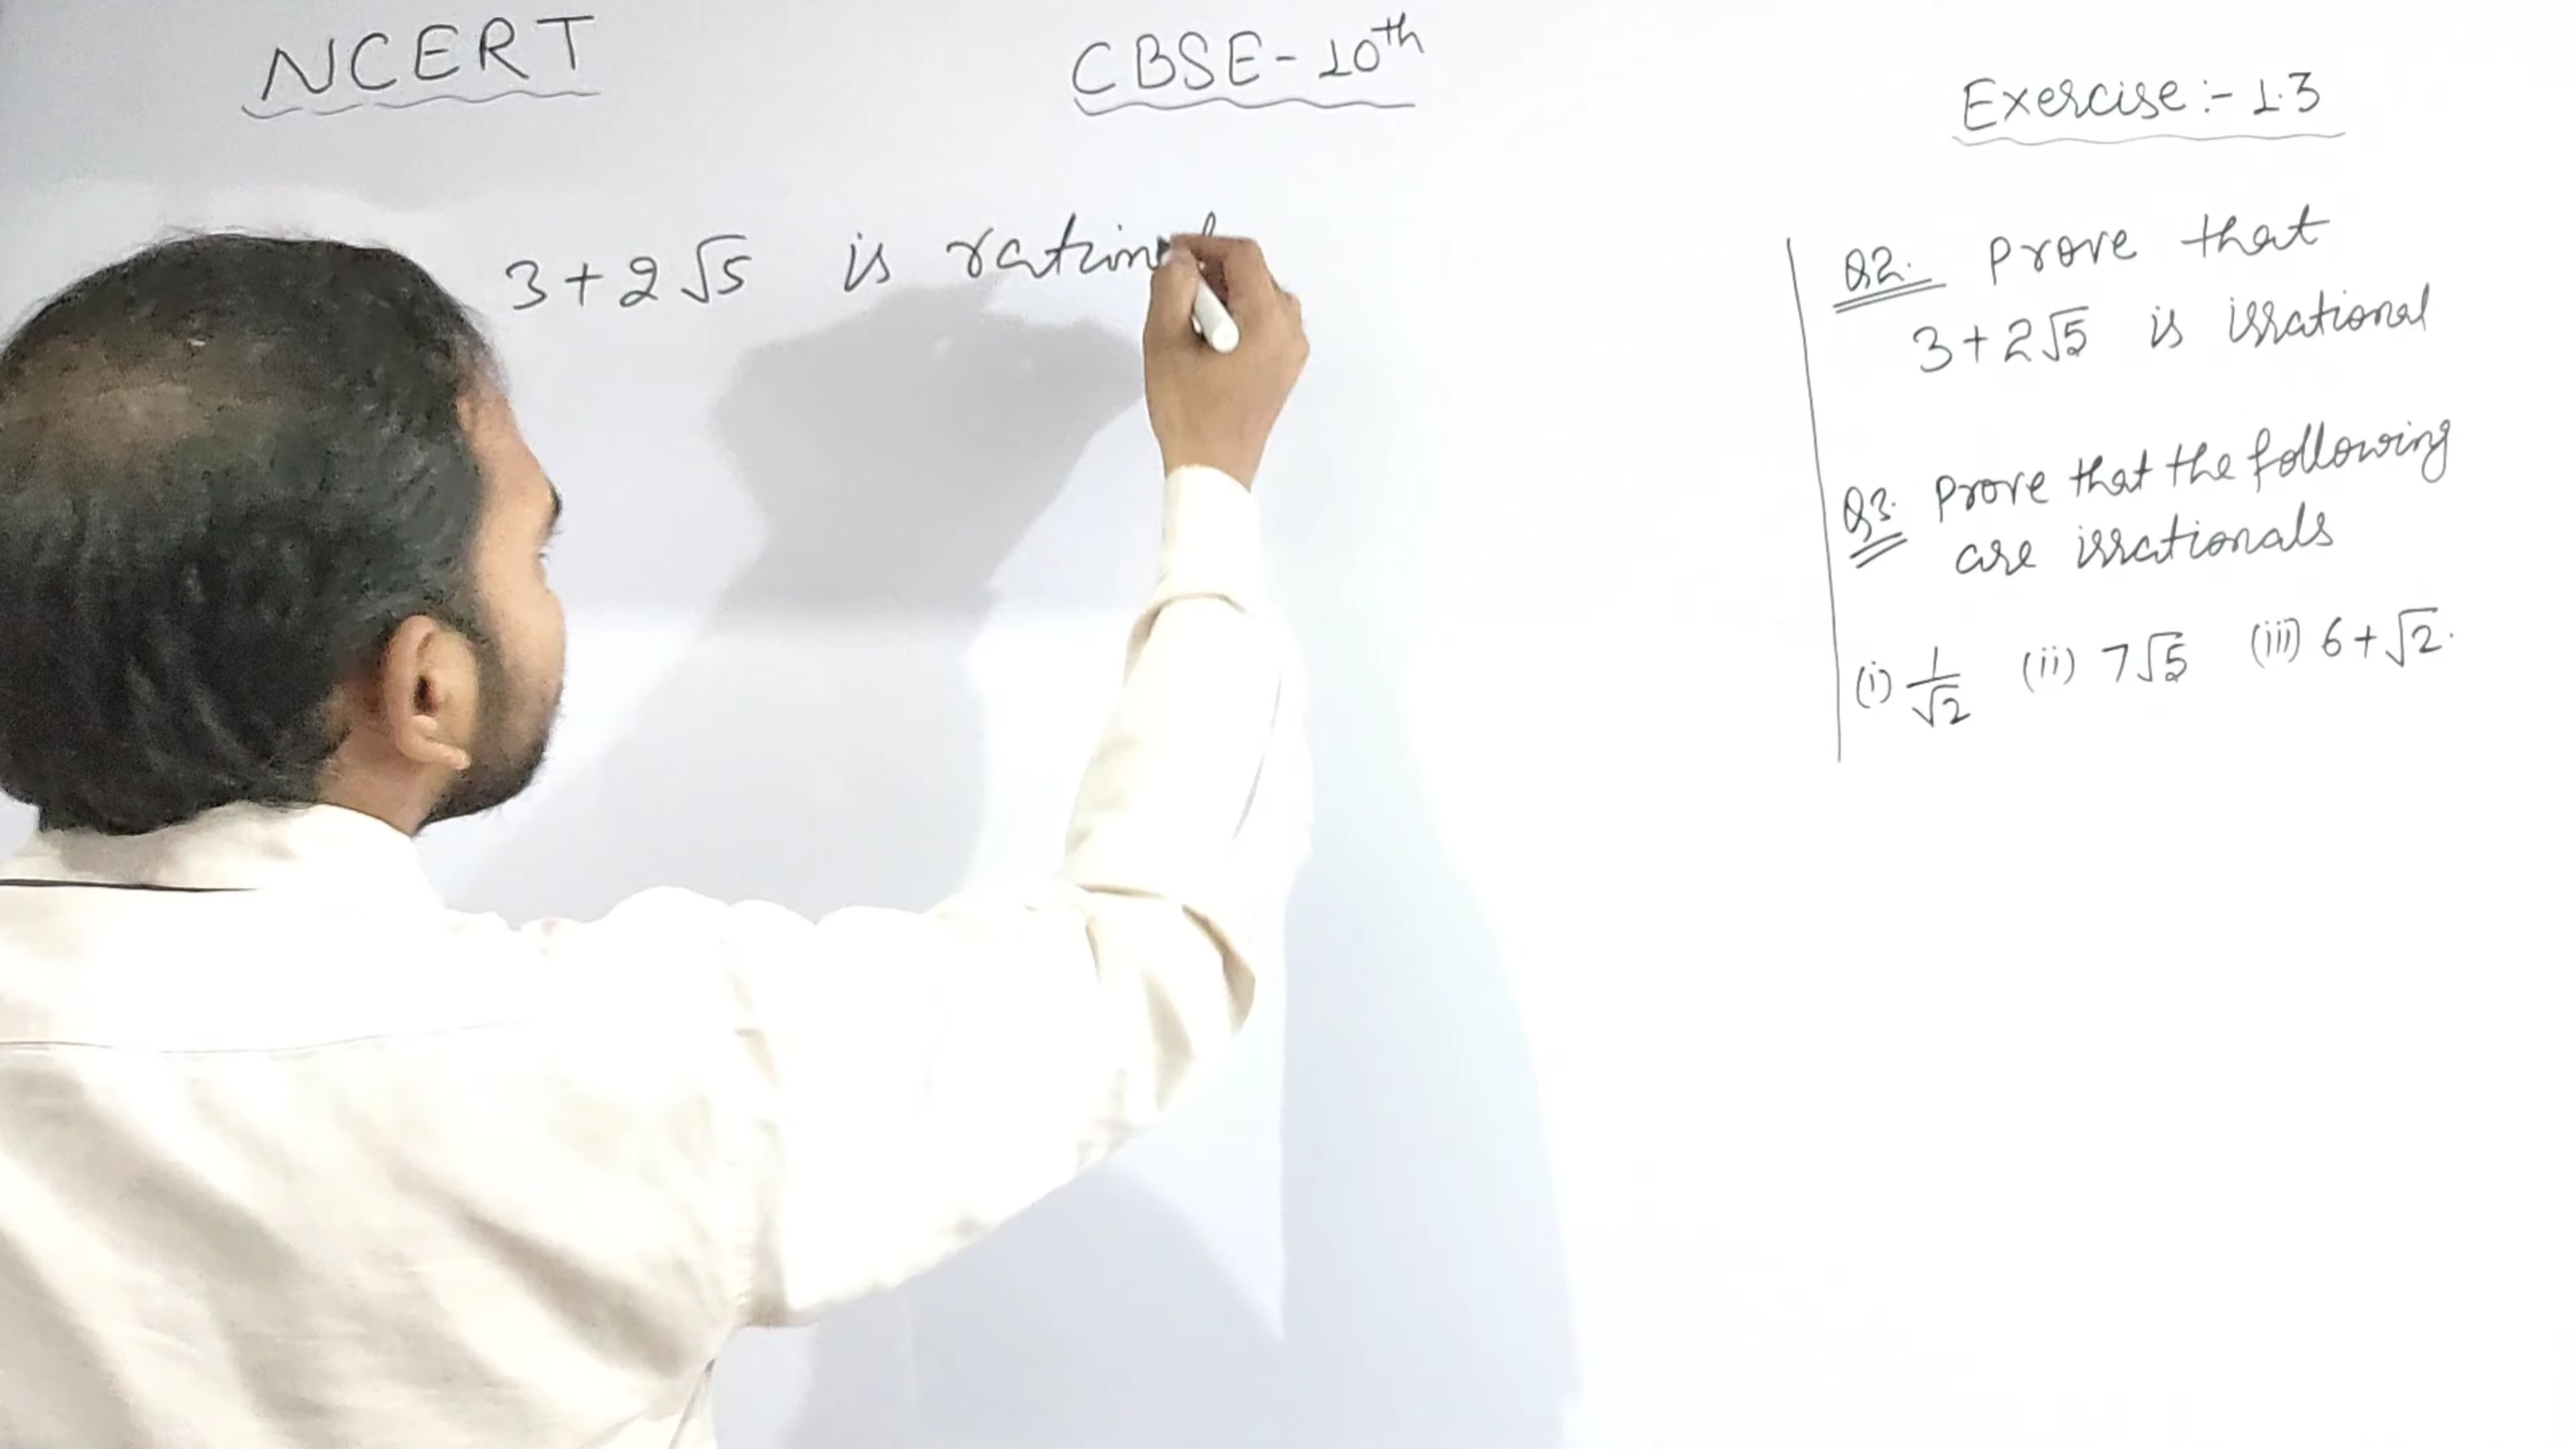 NCERT
CBSE - 10th
Exercise :- 1.3
3+2√5 is rational
Q2. Prove that
3+2√5 is irrational
Q3. Prove that the following
are irrationals
(i) 1/√2 (ii) 7√5 (iii) 6+√2.